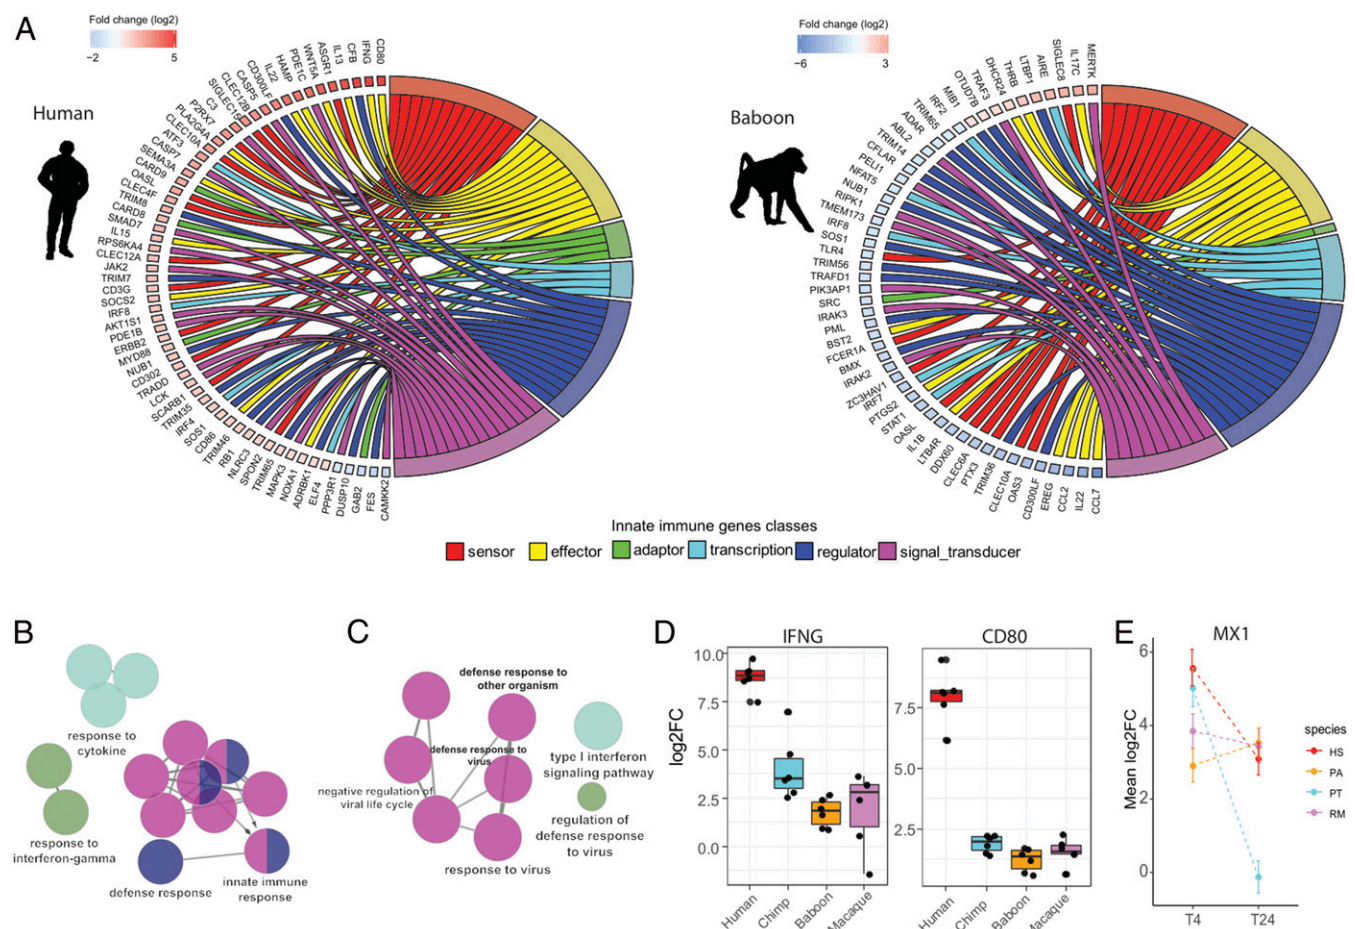 A
Fold change (log2)
−2 5
Human
CD80
IFNG
CFB
IL13
ASGR1
WNT5A
PDE1C
HAMP
IL22
CD300LF
CASP5
CLEC12B
SIGLEC15
C3
P2RX7
PLA2G4A
CLEC10A
ATF3
CASP7
SEMA3A
CARD9
OASL
CLEC4F
TRIM8
CARD8
SMAD7
IL15
RPS6KA4
CLEC12A
JAK2
TRIM7
CD3G
SOCS2
IRF8
AKT1S1
PDE1B
ERBB2
MYD88
NUB1
CD302
TRADD
LCK
SCARB1
TRIM35
IRF4
SOS1
CD86
TRIM46
RB1
NLRC3
SPON2
TRIM65
MAPK3
NOXA1
ADRBK1
ELF4
PPP3R1
DUSP10
GAB2
FES
CAMKK2
Fold change (log2)
−6 3
Baboon
MERTK
IL17C
SIGLEC8
AIRE
LTBP1
THRB
DHCR24
TRAF3
OTUD7B
MIB1
IRF2
TRIM65
ADAR
ABL2
TRIM14
CFLAR
PELI1
NFAT5
NUB1
RIPK1
TMEM173
IRF8
SOS1
TLR4
TRIM56
TRAFD1
PIK3AP1
SRC
IRAK3
PML
BST2
FCER1A
BMX
IRAK2
ZC3HAV1
IRF7
PTGS2
STAT1
OASL
IL1B
LTB4R
DDX60
CLEC6A
PTX3
TRIM36
CLEC10A
OAS3
CD300LF
EREG
CCL2
IL22
CCL7
Innate immune genes classes
sensor effector adaptor transcription regulator signal_transducer
B
response to
cytokine
response to
interferon-gamma
defense response
innate immune
response
C
defense response to
other organism
defense response to
virus
negative regulation of
viral life cycle
response to virus
type I interferon
signaling pathway
regulation of
defense response
to virus
D
IFNG
log2FC
10.0
7.5
5.0
2.5
0.0
Human
Chimp
Baboon
Macaque
CD80
7.5
5.0
2.5
Human
Chimp
Baboon
Macaque
E
MX1
Mean log2FC
6
4
2
0
T4 T24
species
HS
PA
PT
RM